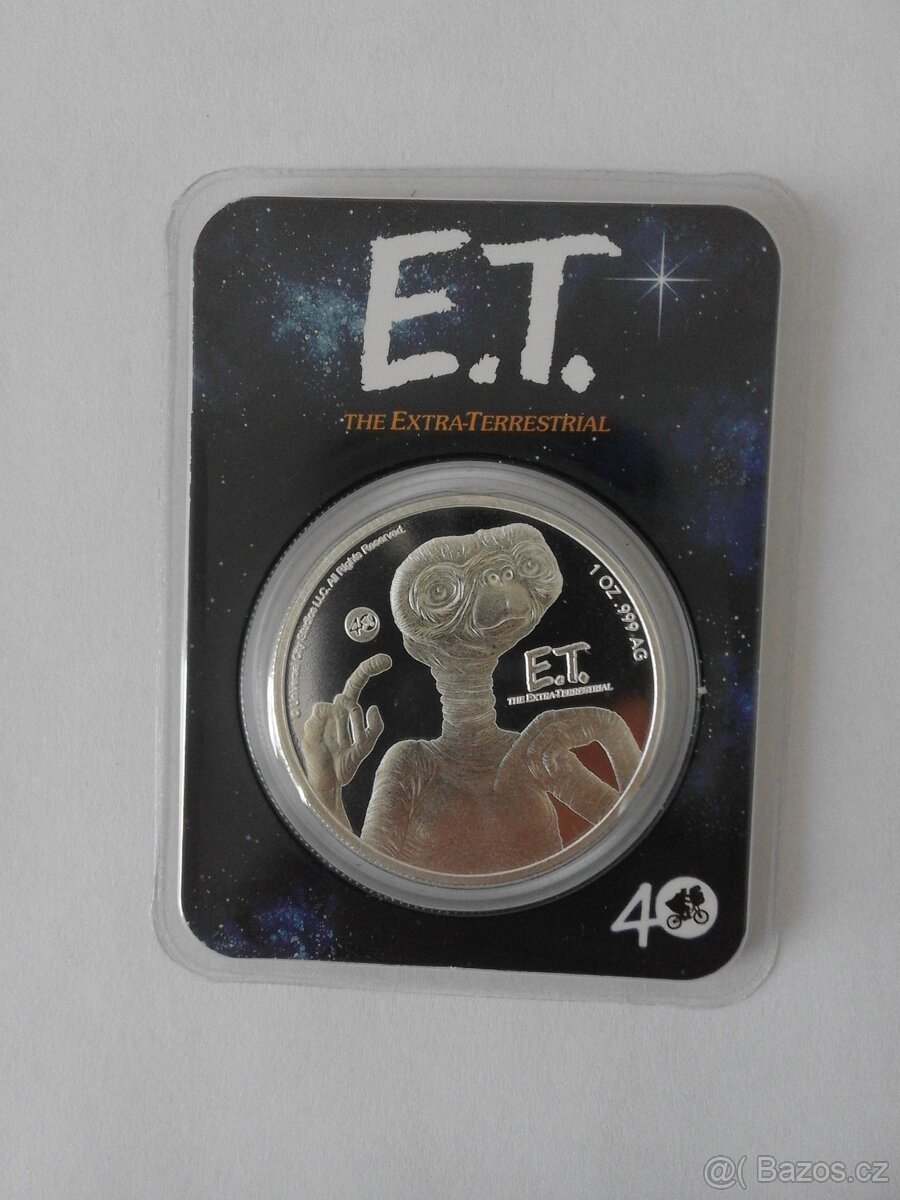 E.T.
THE EXTRA-TERRESTRIAL
© Universal City Studios LLC. All Rights Reserved.
1 OZ .999 AG
40
E.T.
THE EXTRA-TERRESTRIAL
40
@( Bazos.cz